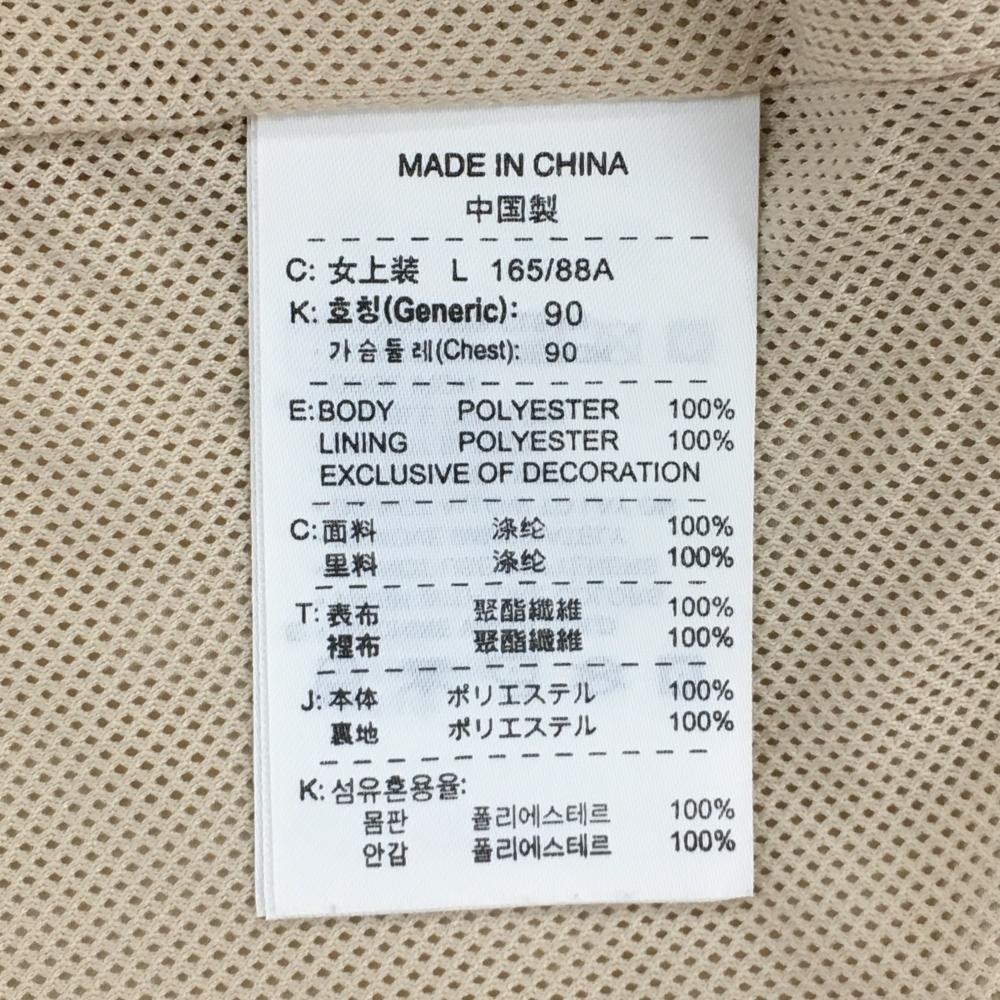 MADE IN CHINA
中国製
C: 女上装 L 165/88A
K: 호칭(Generic): 90
가슴둘레(Chest): 90
E: BODY POLYESTER 100%
LINING POLYESTER 100%
EXCLUSIVE OF DECORATION
C: 面料 涤纶 100%
里料 涤纶 100%
T: 表布 聚酯纖維 100%
裡布 聚酯纖維 100%
J: 本体 ポリエステル 100%
裏地 ポリエステル 100%
K: 섬유혼용율:
몸판 폴리에스테르 100%
안감 폴리에스테르 100%